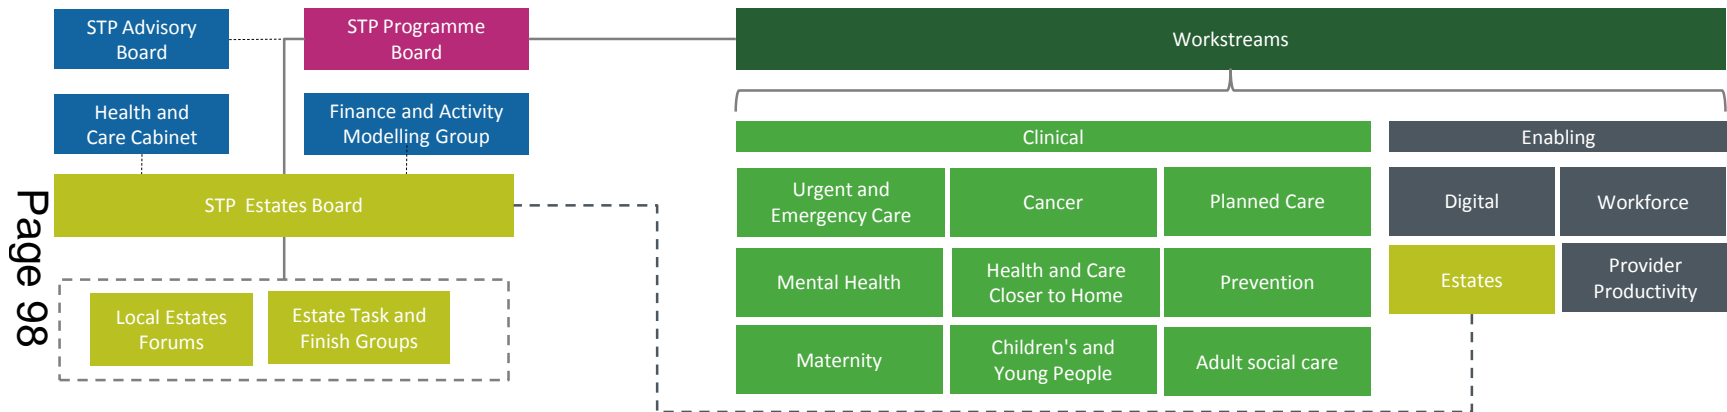 STP Advisory
Board
STP Programme
Board
Workstreams
Health and
Care Cabinet
Finance and Activity
Modelling Group
Clinical
Enabling
STP Estates Board
Urgent and
Emergency Care
Cancer
Planned Care
Digital
Workforce
Mental Health
Health and Care
Closer to Home
Prevention
Estates
Provider
Productivity
Local Estates
Forums
Estate Task and
Finish Groups
Maternity
Children's and
Young People
Adult social care
Page 98